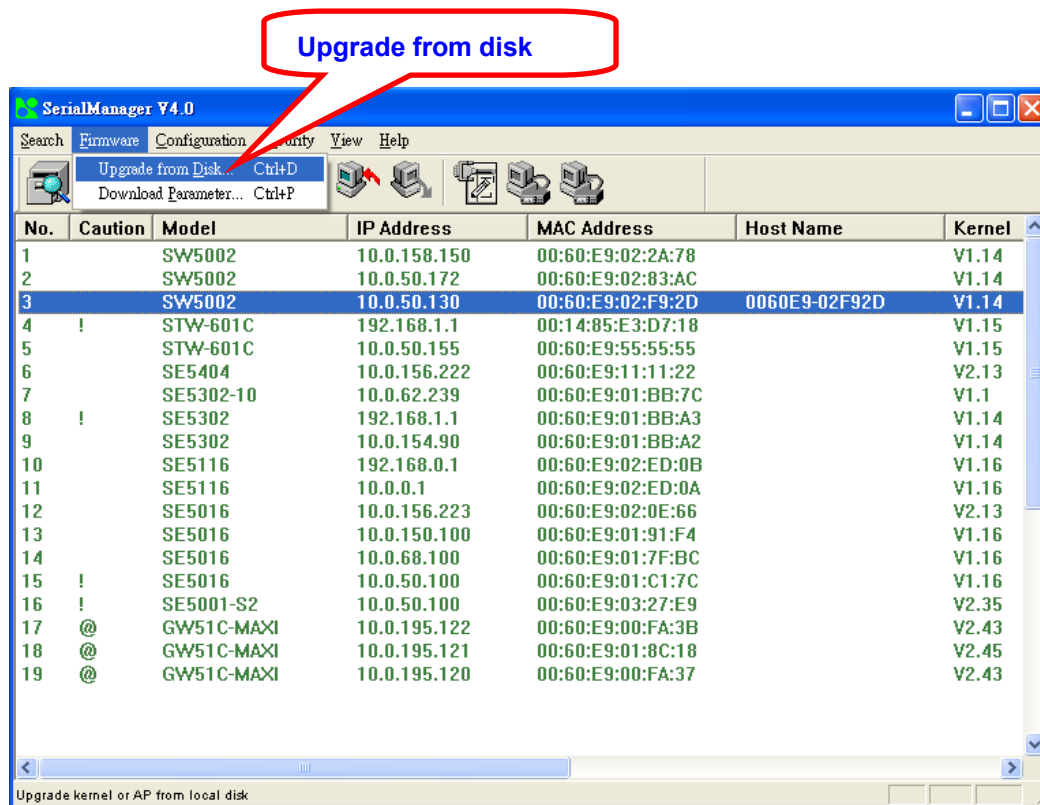 Upgrade from disk
SerialManager V4.0
Search Firmware Configuration View Help
Upgrade from Disk... Ctrl+D
Download Parameter... Ctrl+P
No. Caution Model IP Address MAC Address Host Name Kernel
1 SW5002 10.0.158.150 00:60:E9:02:2A:78 V1.14
2 SW5002 10.0.50.172 00:60:E9:02:83:AC V1.14
3 SW5002 10.0.50.130 00:60:E9:02:F9:2D 0060E9-02F92D V1.14
4 ! STW-601C 192.168.1.1 00:14:85:E3:D7:18 V1.15
5 STW-601C 10.0.50.155 00:60:E9:55:55:55 V1.15
6 SE5404 10.0.156.222 00:60:E9:11:11:22 V2.13
7 SE5302-10 10.0.62.239 00:60:E9:01:BB:7C V1.1
8 ! SE5302 192.168.1.1 00:60:E9:01:BB:A3 V1.14
9 SE5302 10.0.154.90 00:60:E9:01:BB:A2 V1.14
10 SE5116 192.168.0.1 00:60:E9:02:ED:0B V1.16
11 SE5116 10.0.0.1 00:60:E9:02:ED:0A V1.16
12 SE5016 10.0.156.223 00:60:E9:02:0E:66 V2.13
13 SE5016 10.0.150.100 00:60:E9:01:91:F4 V1.16
14 SE5016 10.0.68.100 00:60:E9:01:7F:BC V1.16
15 ! SE5016 10.0.50.100 00:60:E9:01:C1:7C V1.16
16 ! SE5001-S2 10.0.50.100 00:60:E9:03:27:E9 V2.35
17 @ GW51C-MAXI 10.0.195.122 00:60:E9:00:FA:3B V2.43
18 @ GW51C-MAXI 10.0.195.121 00:60:E9:01:8C:18 V2.45
19 @ GW51C-MAXI 10.0.195.120 00:60:E9:00:FA:37 V2.43
Upgrade kernel or AP from local disk